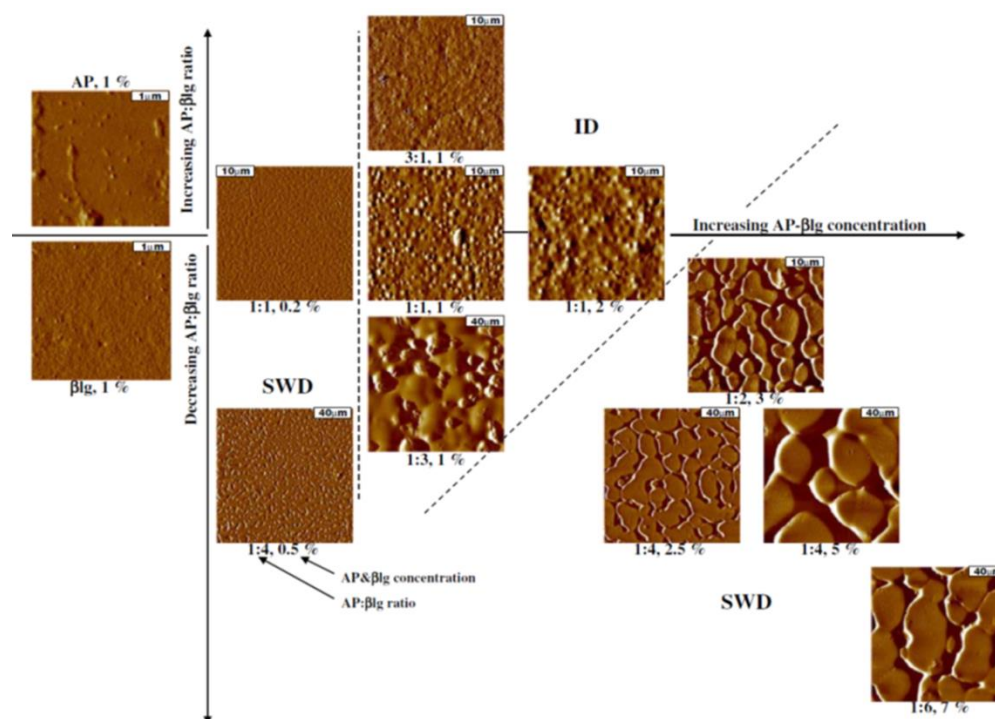 10μm
AP, 1 %
1μm
Increasing AP:βlg ratio
3:1, 1 %
ID
10μm
10μm
10μm
Increasing AP-βlg concentration
1μm
βlg, 1 %
1:1, 0.2 %
1:1, 1 %
1:1, 2 %
Decreasing AP:βlg ratio
10μm
40μm
1:2, 3 %
SWD
40μm
1:3, 1 %
40μm
40μm
1:4, 0.5 %
1:4, 2.5 %
1:4, 5 %
AP&βlg concentration
AP:βlg ratio
SWD
40μm
1:6, 7 %